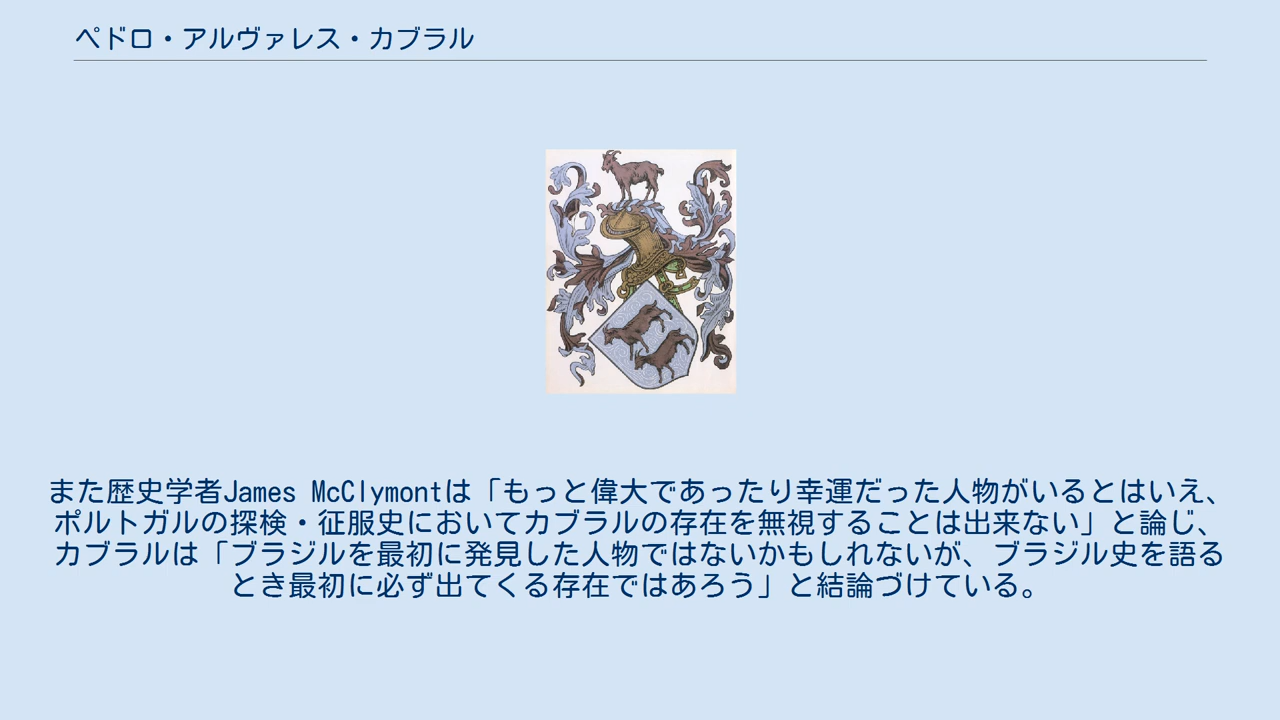 ペドロ・アルヴァレス・カブラル
また歴史学者James McClymontは「もっと偉大であったり幸運だった人物がいるとはいえ、
ポルトガルの探検・征服史においてカブラルの存在を無視することは出来ない」と論じ、
カブラルは「ブラジルを最初に発見した人物ではないかもしれないが、ブラジル史を語る
とき最初に必ず出てくる存在ではあろう」と結論づけている。